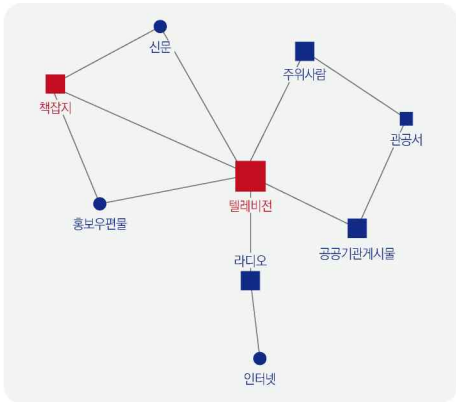 신문
주위사람
책잡지
관공서
텔레비전
홍보우편물
공공기관게시물
라디오
인터넷